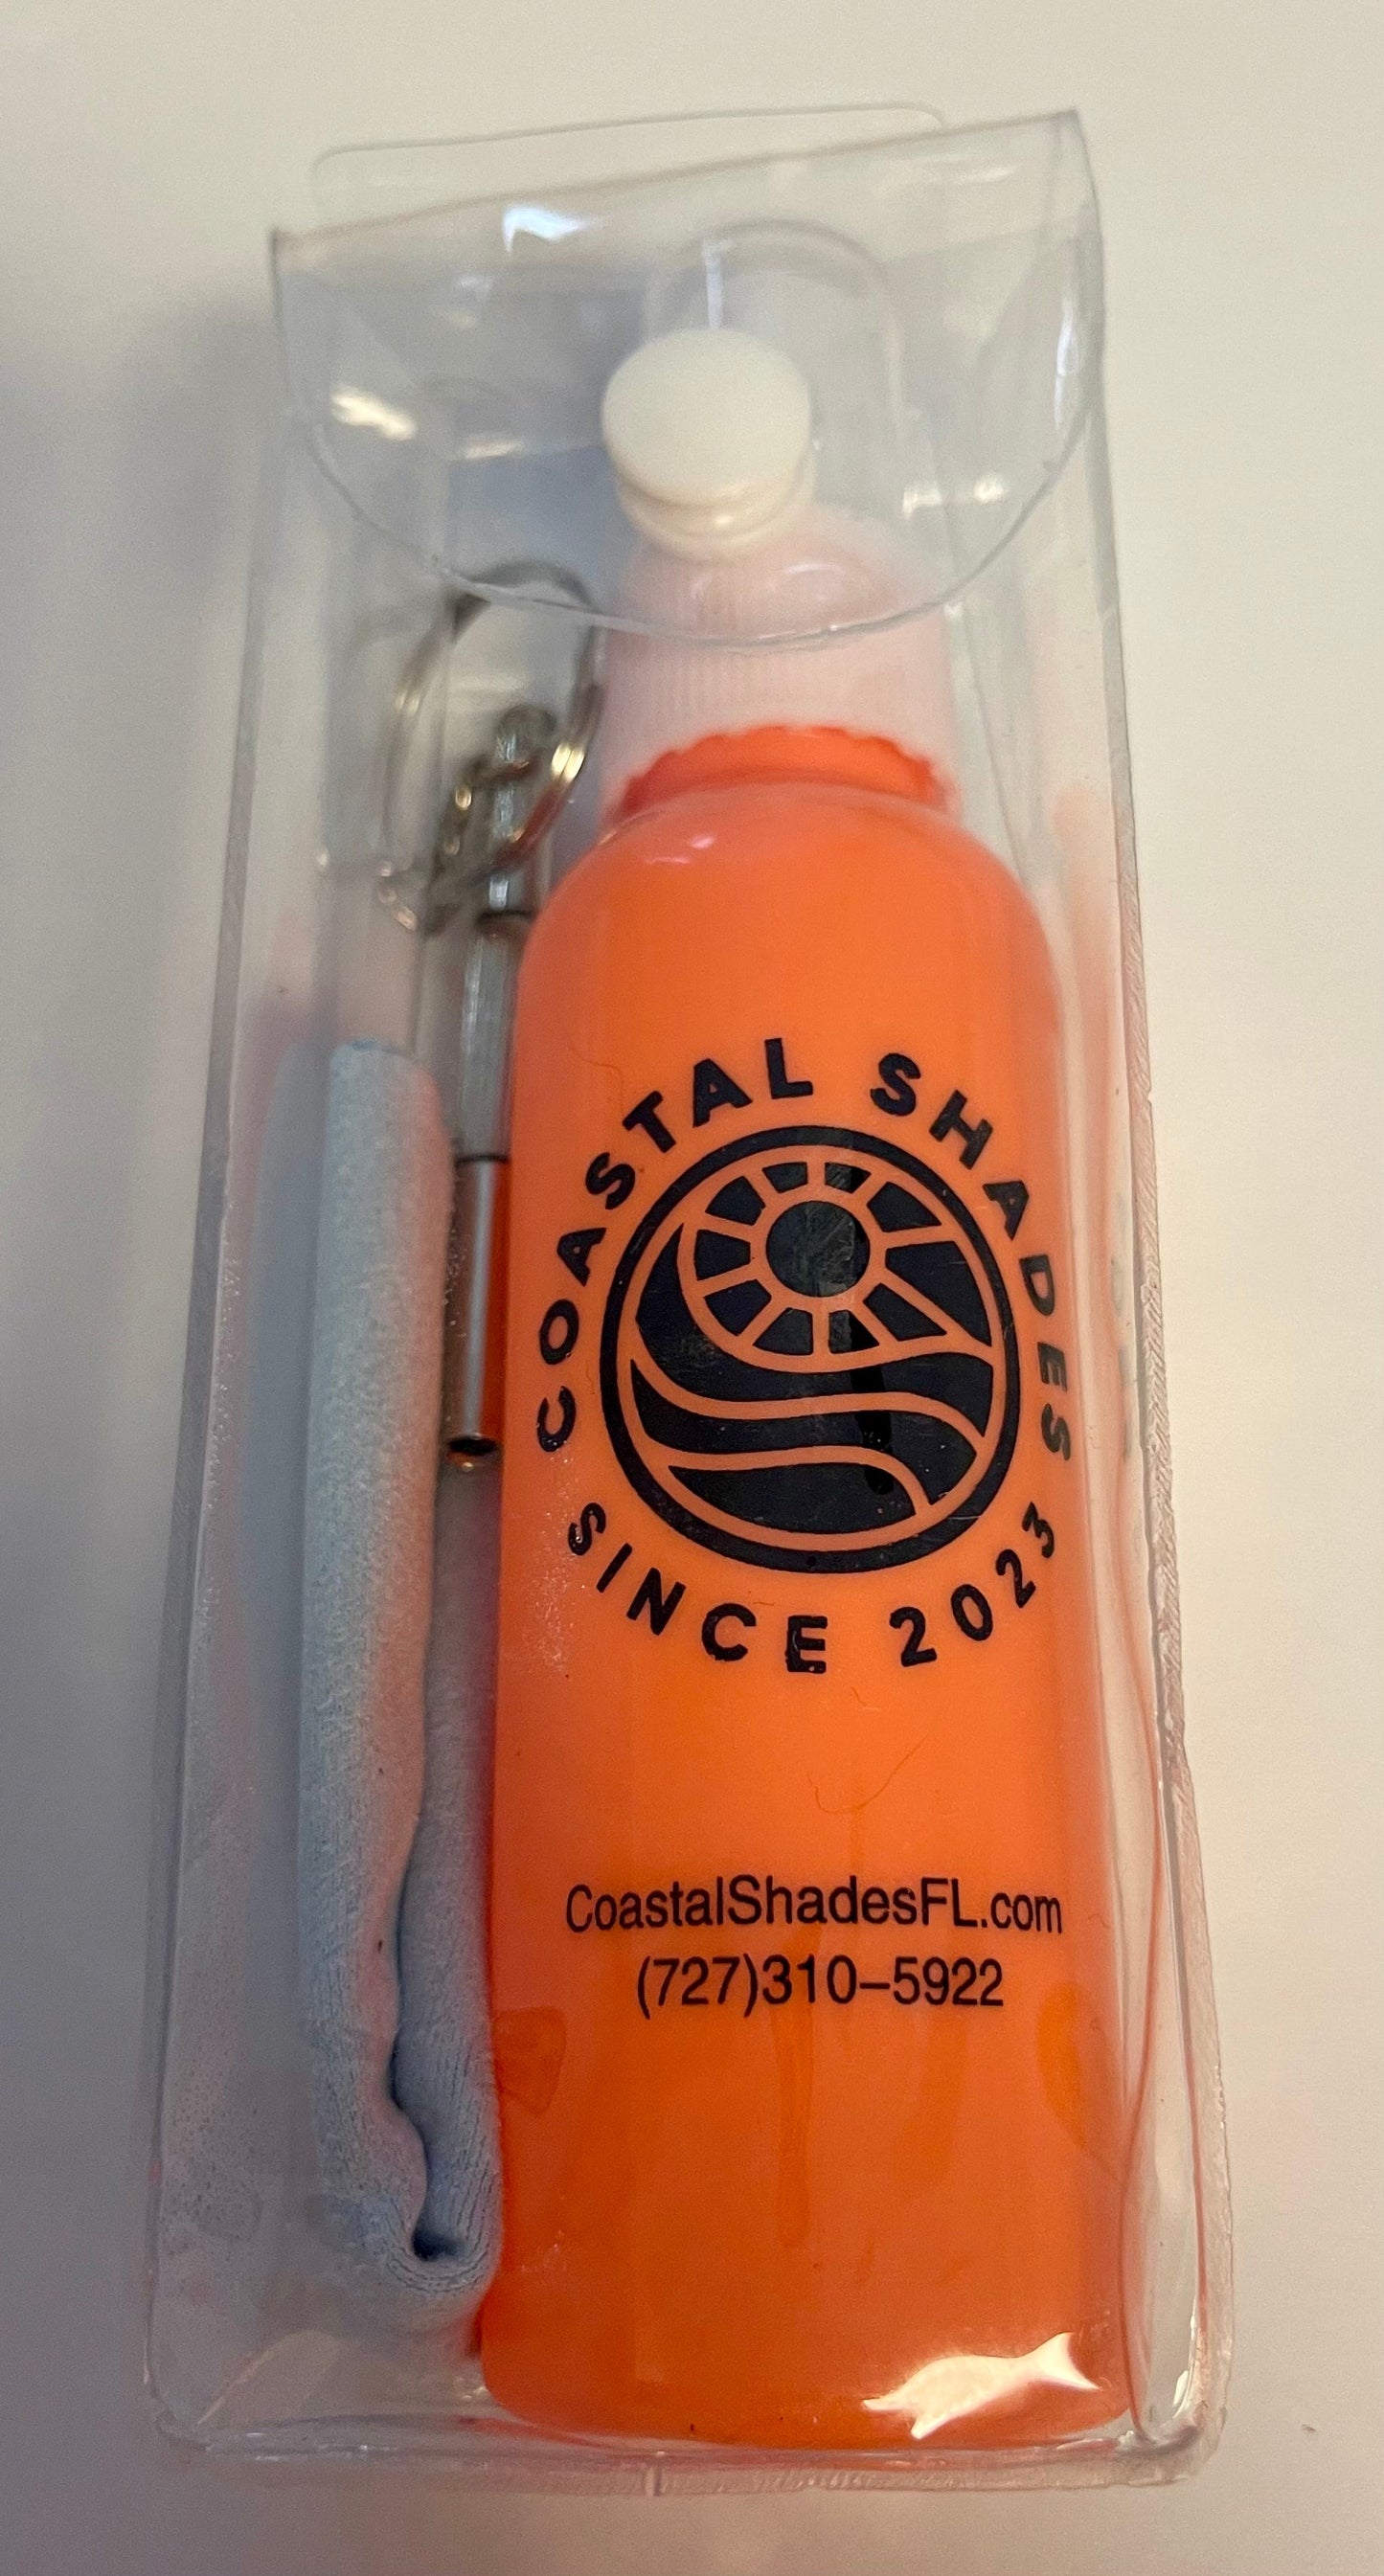 COASTAL SHADES
SINCE 2023
CoastalShadesFL.com
(727)310-5922